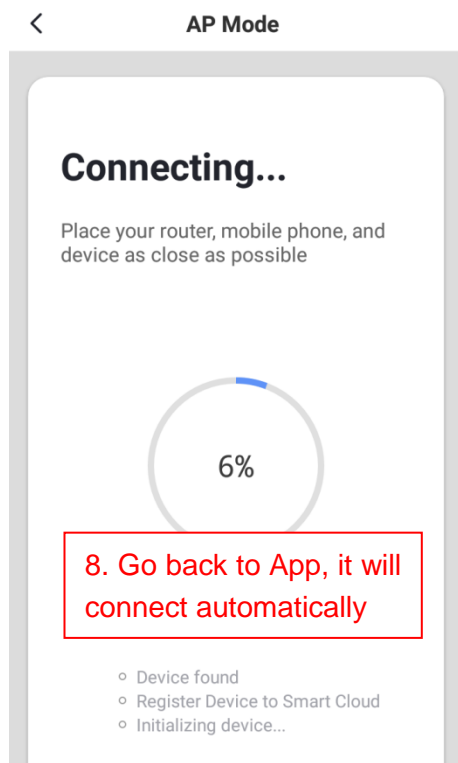 AP Mode
Connecting...
Place your router, mobile phone, and
device as close as possible
6%
8. Go back to App, it will
connect automatically
Device found
Register Device to Smart Cloud
Initializing device...